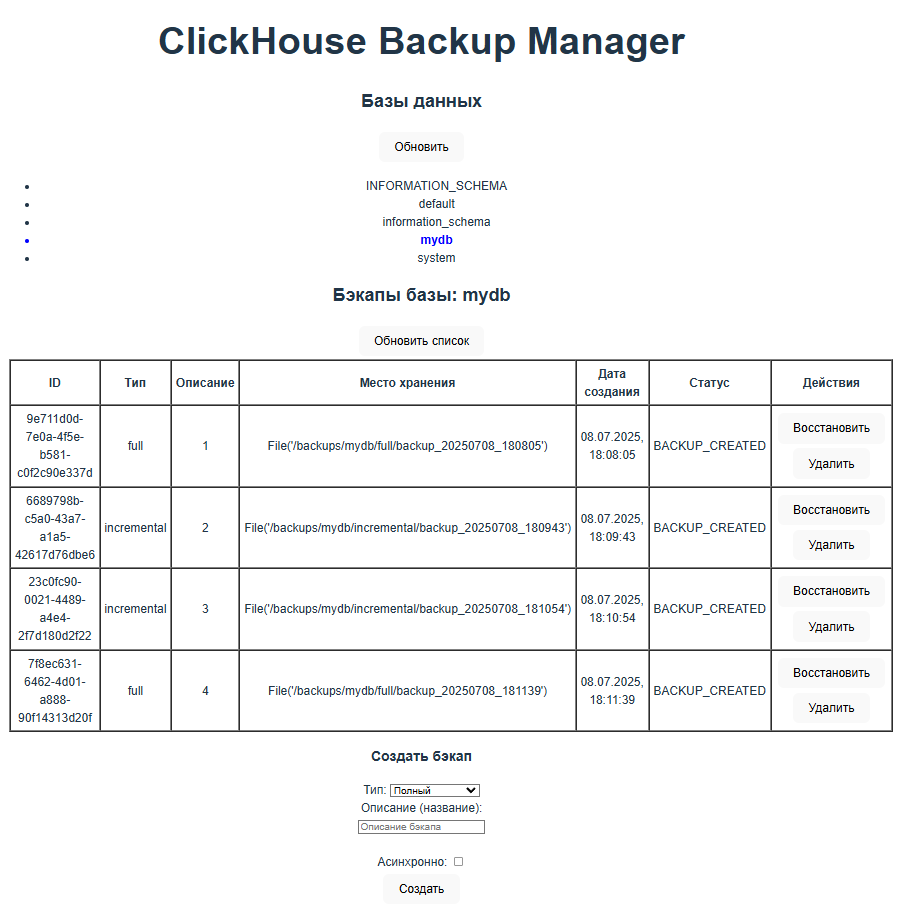 ClickHouse Backup Manager
Базы данных
Обновить
INFORMATION_SCHEMA
default
information_schema
mydb
system
Бэкапы базы: mydb
Обновить список
ID Тип Описание Место хранения Дата создания Статус Действия
9e711d0d-7e0a-4f5e-b581-c0f2c90e337d full 1 File('/backups/mydb/full/backup_20250708_180805') 08.07.2025, 18:08:05 BACKUP_CREATED Восстановить Удалить
6689798b-c5a0-43a7-a1a5-42617d76dbe6 incremental 2 File('/backups/mydb/incremental/backup_20250708_180943') 08.07.2025, 18:09:43 BACKUP_CREATED Восстановить Удалить
23c0fc90-0021-4489-a4e4-2f7d180d2f22 incremental 3 File('/backups/mydb/incremental/backup_20250708_181054') 08.07.2025, 18:10:54 BACKUP_CREATED Восстановить Удалить
7f8ec631-6462-4d01-a888-90f14313d20f full 4 File('/backups/mydb/full/backup_20250708_181139') 08.07.2025, 18:11:39 BACKUP_CREATED Восстановить Удалить
Создать бэкап
Тип: Полный
Описание (название):
Описание бэкапа
Асинхронно:
Создать